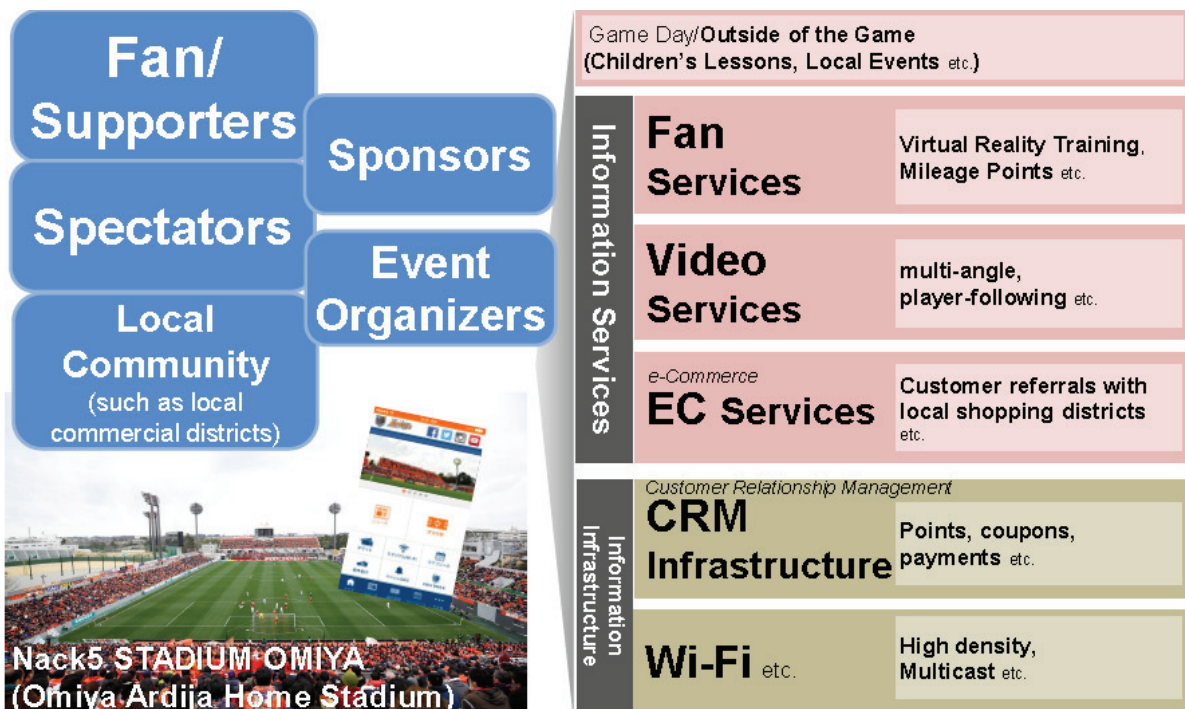 Fan/
Supporters
Sponsors
Spectators
Event
Organizers
Local
Community
(such as local
commercial districts)
Nack5 STADIUM OMIYA
(Omiya Ardija Home Stadium)
Game Day/Outside of the Game
(Children's Lessons, Local Events etc.)
Information Services
Fan
Services
Virtual Reality Training,
Mileage Points etc.
Video
Services
multi-angle,
player-following etc.
e-Commerce
EC Services
Customer referrals with
local shopping districts
etc.
Information
Infrastructure
Customer Relationship Management
CRM
Infrastructure
Points, coupons,
payments etc.
Wi-Fi etc.
High density,
Multicast etc.